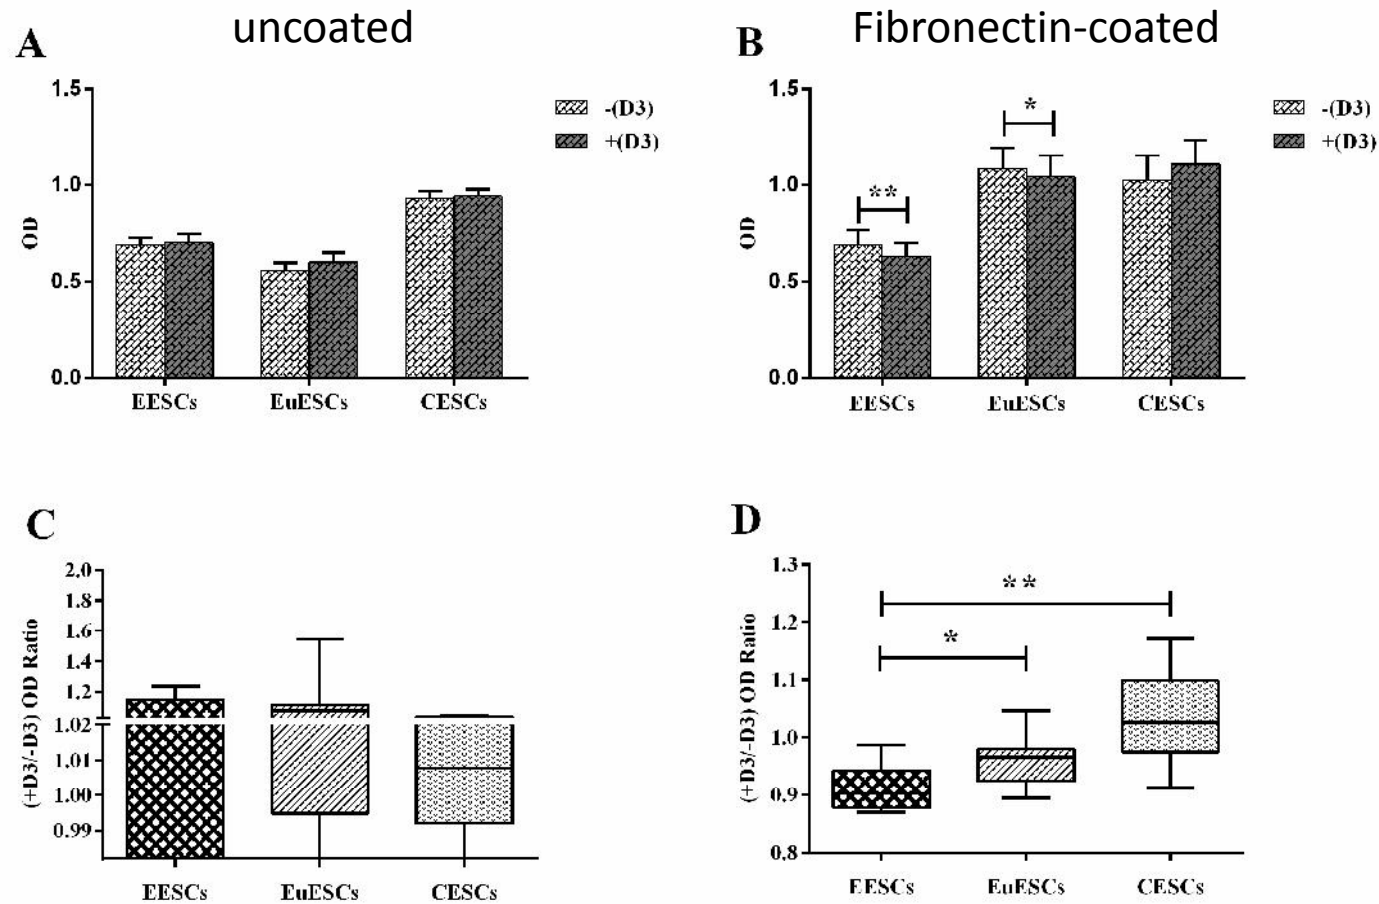 A
uncoated
B
Fibronectin-coated
1.5
1.0
0.5
0.0
OD
-(D3)
+(D3)
EESCs
EuESCs
CESCs
1.5
1.0
0.5
0.0
OD
**
*
-(D3)
+(D3)
EESCs
EuESCs
CESCs
C
2.0
1.8
1.6
1.4
1.2
1.02
1.01
1.00
0.99
(+D3/-D3) OD Ratio
EESCs
EuESCs
CESCs
D
1.3
1.2
1.1
1.0
0.9
0.8
(+D3/-D3) OD Ratio
**
*
EESCs
EuESCs
CESCs